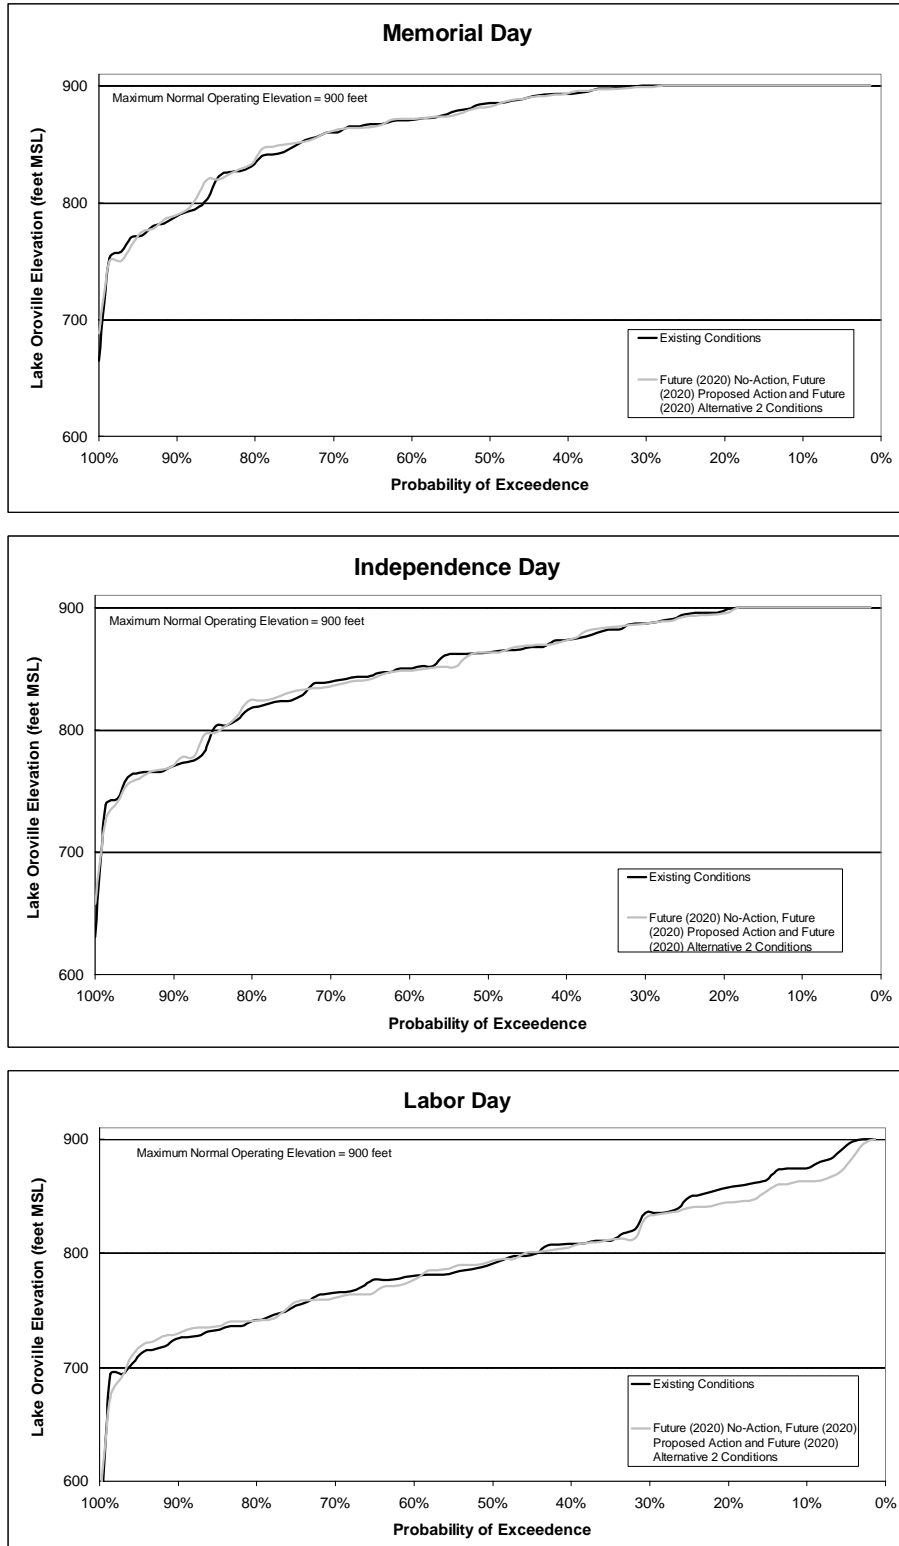 Memorial Day
Maximum Normal Operating Elevation = 900 feet
Lake Oroville Elevation (feet MSL)
900
800
700
600
Existing Conditions
Future (2020) No-Action, Future
(2020) Proposed Action and Future
(2020) Alternative 2 Conditions
100% 90% 80% 70% 60% 50% 40% 30% 20% 10% 0%
Probability of Exceedence
Independence Day
Maximum Normal Operating Elevation = 900 feet
Lake Oroville Elevation (feet MSL)
900
800
700
600
Existing Conditions
Future (2020) No-Action, Future
(2020) Proposed Action and Future
(2020) Alternative 2 Conditions
100% 90% 80% 70% 60% 50% 40% 30% 20% 10% 0%
Probability of Exceedence
Labor Day
Maximum Normal Operating Elevation = 900 feet
Lake Oroville Elevation (feet MSL)
900
800
700
600
Existing Conditions
Future (2020) No-Action, Future (2020)
Proposed Action and Future (2020)
Alternative 2 Conditions
100% 90% 80% 70% 60% 50% 40% 30% 20% 10% 0%
Probability of Exceedence